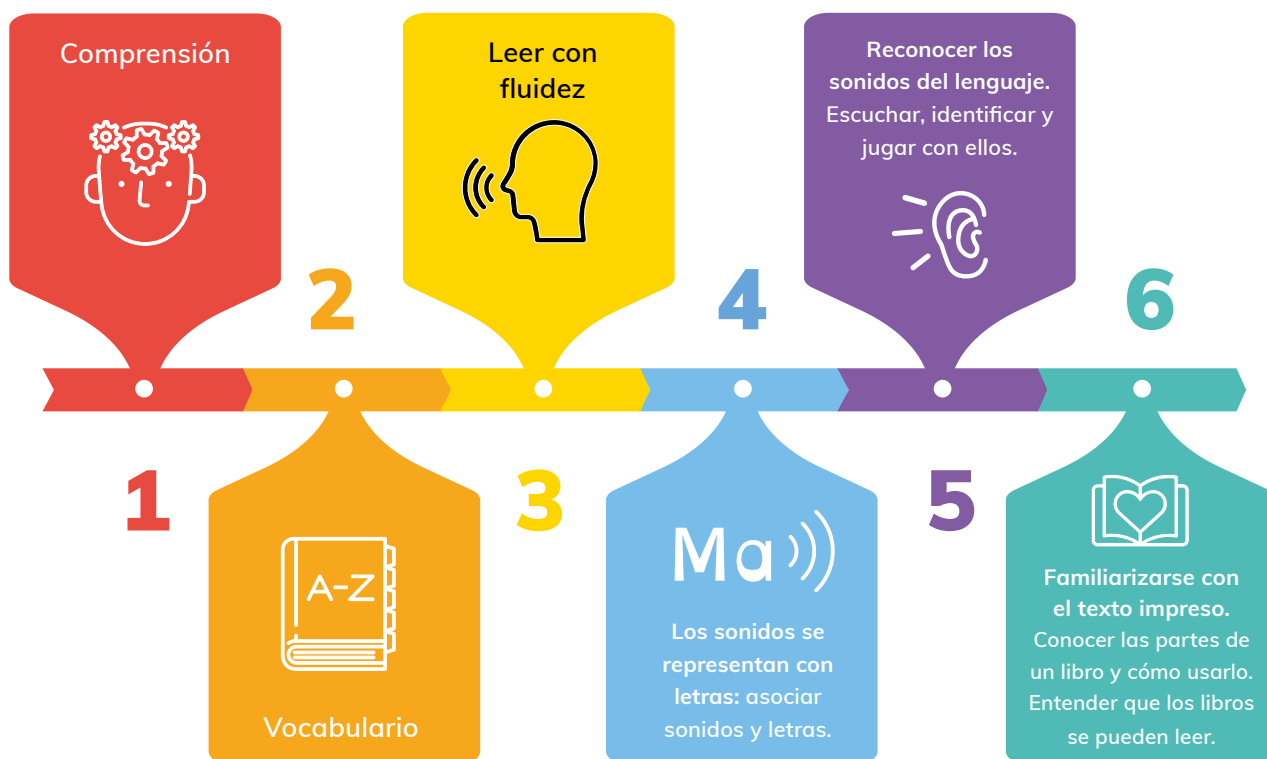 Comprensión
1
2
A-Z
Vocabulario
Leer con
fluidez
3
4
Ma
Los sonidos se
representan con
letras: asociar
sonidos y letras.
Reconocer los
sonidos del lenguaje.
Escuchar, identificar y
jugar con ellos.
5
6
Familiarizarse con
el texto impreso.
Conocer las partes de
un libro y cómo usarlo.
Entender que los libros
se pueden leer.